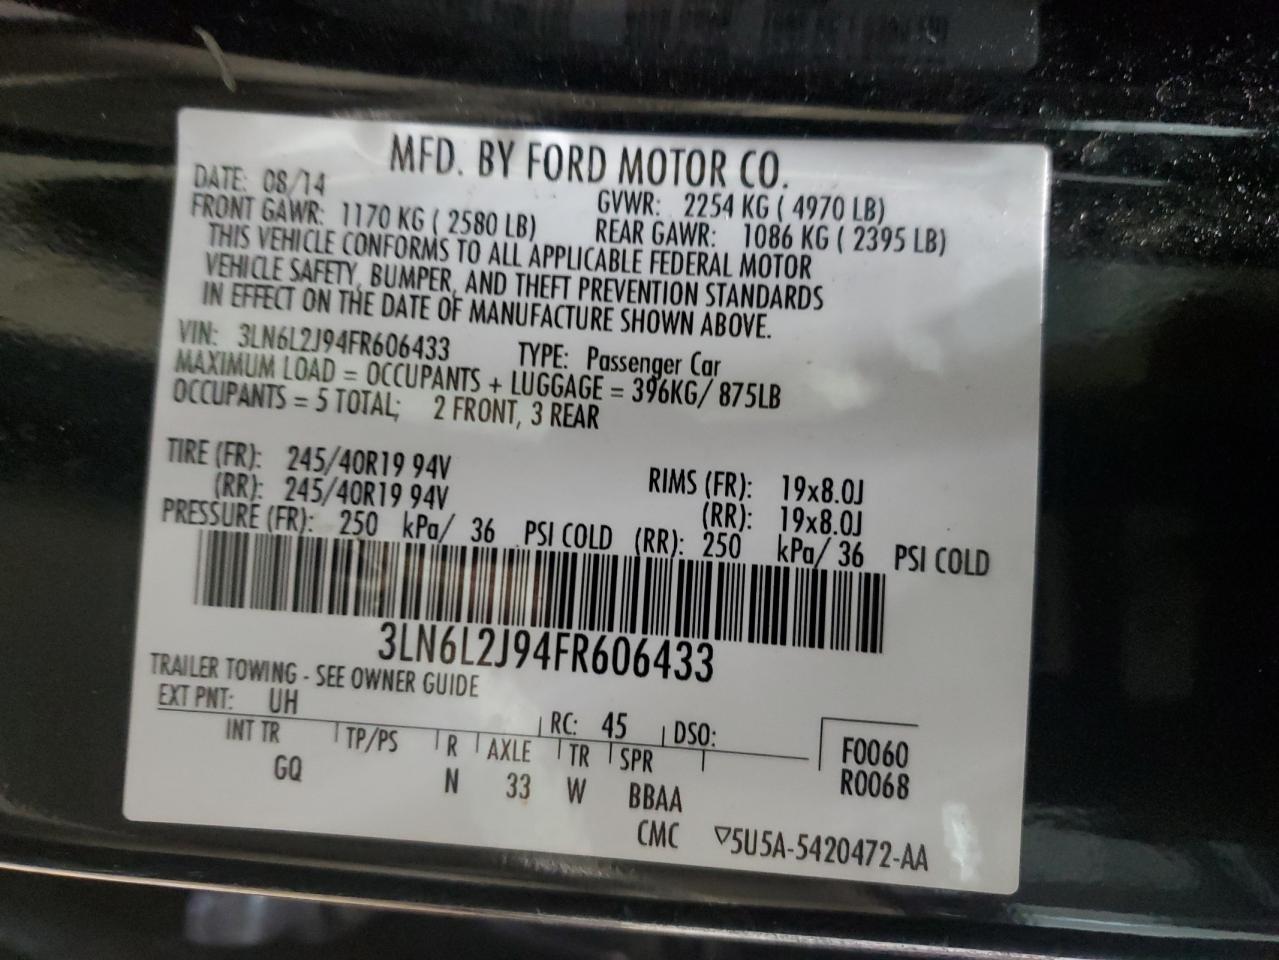 MFD. BY FORD MOTOR CO.
DATE: 08/14 GVWR: 2254 KG ( 4970 LB)
FRONT GAWR: 1170 KG ( 2580 LB) REAR GAWR: 1086 KG ( 2395 LB)
THIS VEHICLE CONFORMS TO ALL APPLICABLE FEDERAL MOTOR
VEHICLE SAFETY, BUMPER, AND THEFT PREVENTION STANDARDS
IN EFFECT ON THE DATE OF MANUFACTURE SHOWN ABOVE.
VIN: 3LN6L2J94FR606433 TYPE: Passenger Car
MAXIMUM LOAD = OCCUPANTS + LUGGAGE = 396KG/ 875LB
OCCUPANTS = 5 TOTAL; 2 FRONT, 3 REAR
TIRE (FR): 245/40R19 94V RIMS (FR): 19x8.0J
(RR): 245/40R19 94V (RR): 19x8.0J
PRESSURE (FR): 250 kPa/ 36 PSI COLD (RR): 250 kPa/ 36 PSI COLD
3LN6L2J94FR606433
TRAILER TOWING - SEE OWNER GUIDE
EXT PNT: UH RC: 45 DSO:
INT TR TP/PS R AXLE TR SPR F0060
GQ N 33 W BBAA R0068
CMC ▽5U5A-5420472-AA